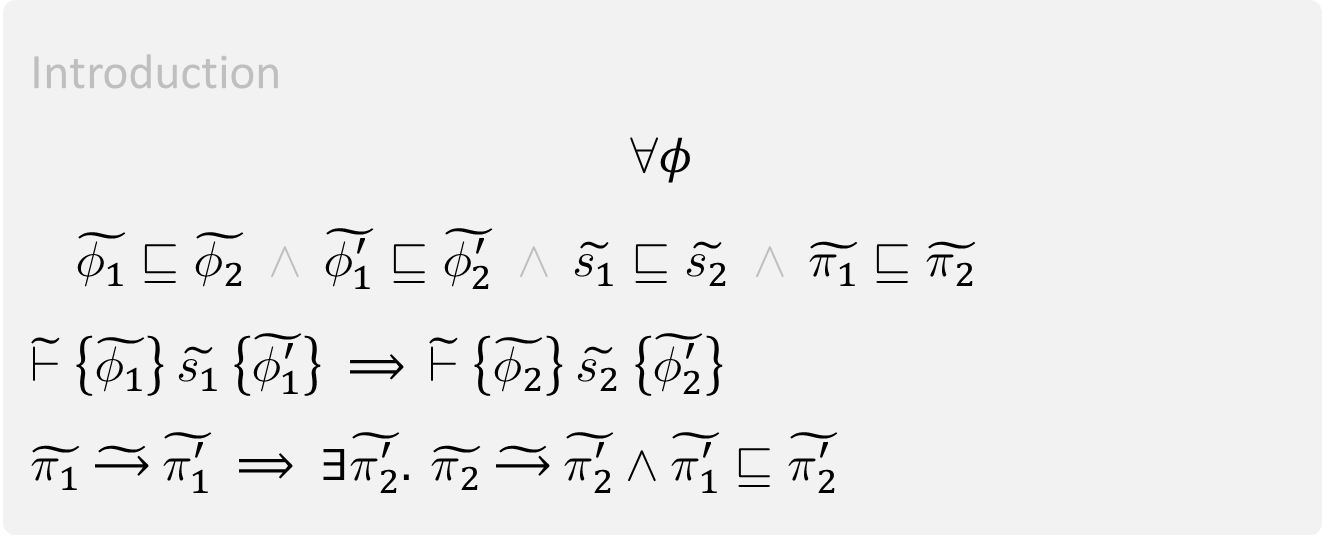 Introduction
∀ϕ
ϕ̃₁ ⊑ ϕ̃₂ ∧ ϕ̃₁′ ⊑ ϕ̃₂′ ∧ s̃₁ ⊑ s̃₂ ∧ π̃₁ ⊑ π̃₂
⊢̃ {ϕ̃₁} s̃₁ {ϕ̃₁′} ⟹ ⊢̃ {ϕ̃₂} s̃₂ {ϕ̃₂′}
π̃₁ ⟶̃ π̃₁′ ⟹ ∃π̃₂′. π̃₂ ⟶̃ π̃₂′ ∧ π̃₁′ ⊑ π̃₂′